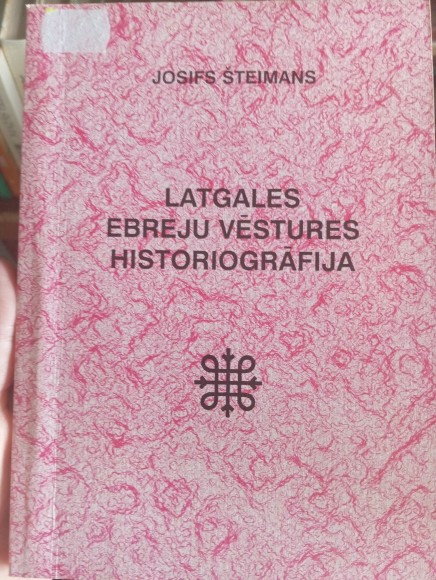 JOSIFS ŠTEIMANS
LATGALES
EBREJU VĒSTURES
HISTORIOGRĀFIJA